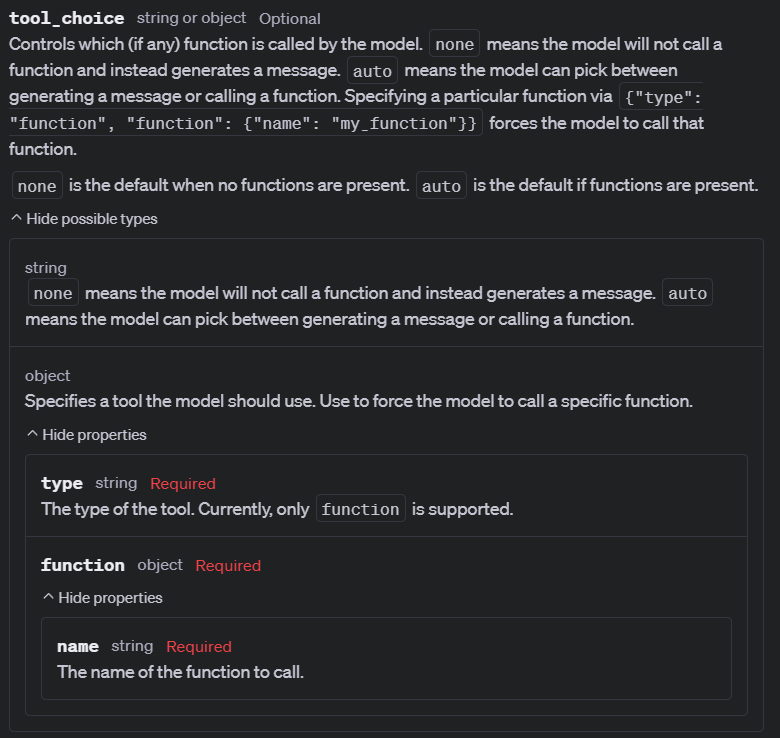 tool_choice string or object Optional
Controls which (if any) function is called by the model. none means the model will not call a
function and instead generates a message. auto means the model can pick between
generating a message or calling a function. Specifying a particular function via {"type":
"function", "function": {"name": "my_function"}} forces the model to call that
function.
none is the default when no functions are present. auto is the default if functions are present.
Hide possible types
string
none means the model will not call a function and instead generates a message. auto
means the model can pick between generating a message or calling a function.
object
Specifies a tool the model should use. Use to force the model to call a specific function.
Hide properties
type string Required
The type of the tool. Currently, only function is supported.
function object Required
Hide properties
name string Required
The name of the function to call.